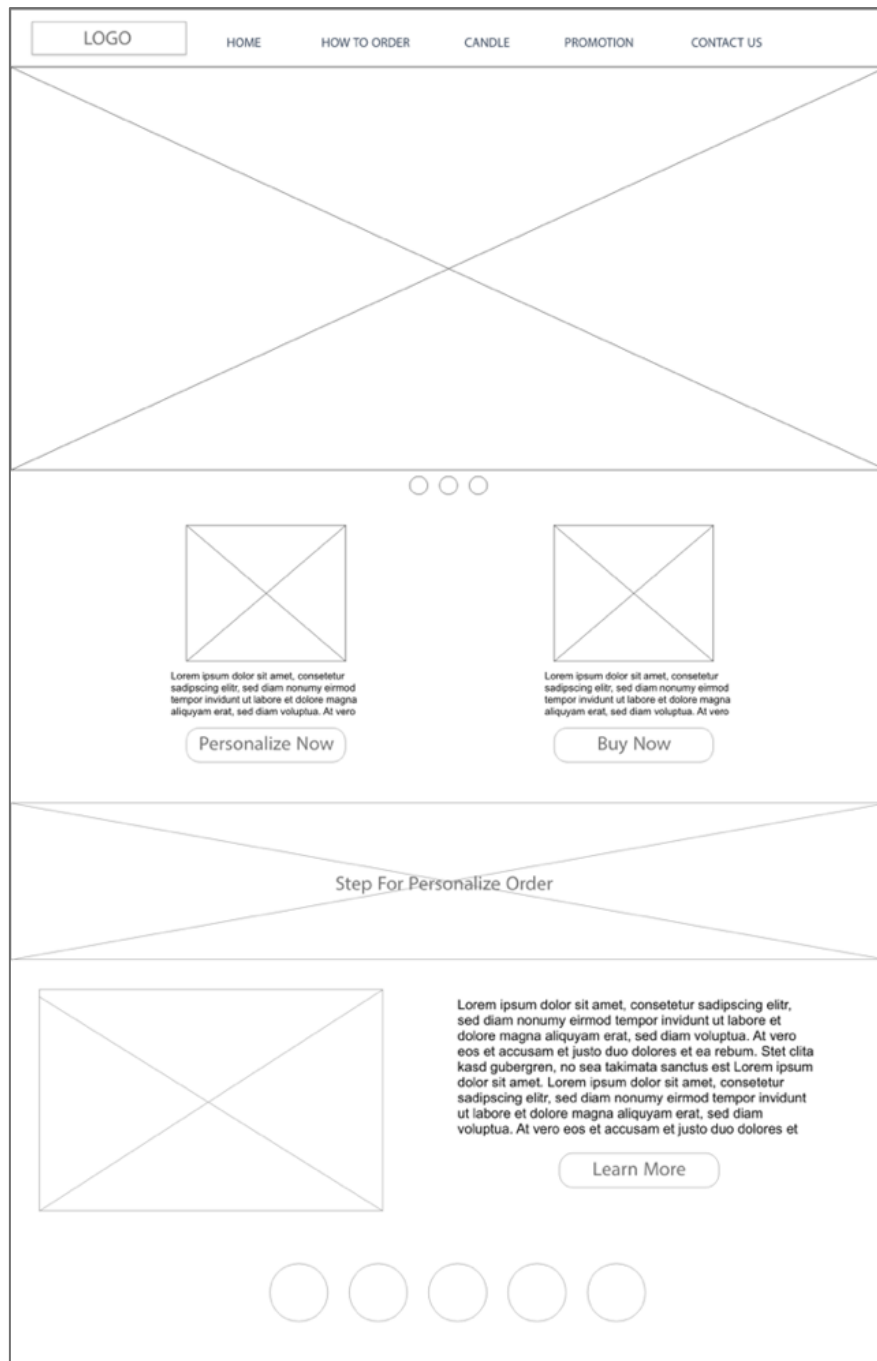 LOGO
HOME HOW TO ORDER CANDLE PROMOTION CONTACT US
Lorem ipsum dolor sit amet, consetetur
sadipscing elitr, sed diam nonumy eirmod
tempor invidunt ut labore et dolore magna
aliquyam erat, sed diam voluptua. At vero
Personalize Now
Lorem ipsum dolor sit amet, consetetur
sadipscing elitr, sed diam nonumy eirmod
tempor invidunt ut labore et dolore magna
aliquyam erat, sed diam voluptua. At vero
Buy Now
Step For Personalize Order
Lorem ipsum dolor sit amet, consetetur sadipscing elitr,
sed diam nonumy eirmod tempor invidunt ut labore et
dolore magna aliquyam erat, sed diam voluptua. At vero
eos et accusam et justo duo dolores et ea rebum. Stet clita
kasd gubergren, no sea takimata sanctus est Lorem ipsum
dolor sit amet. Lorem ipsum dolor sit amet, consetetur
sadipscing elitr, sed diam nonumy eirmod tempor invidunt
ut labore et dolore magna aliquyam erat, sed diam
voluptua. At vero eos et accusam et justo duo dolores et
Learn More